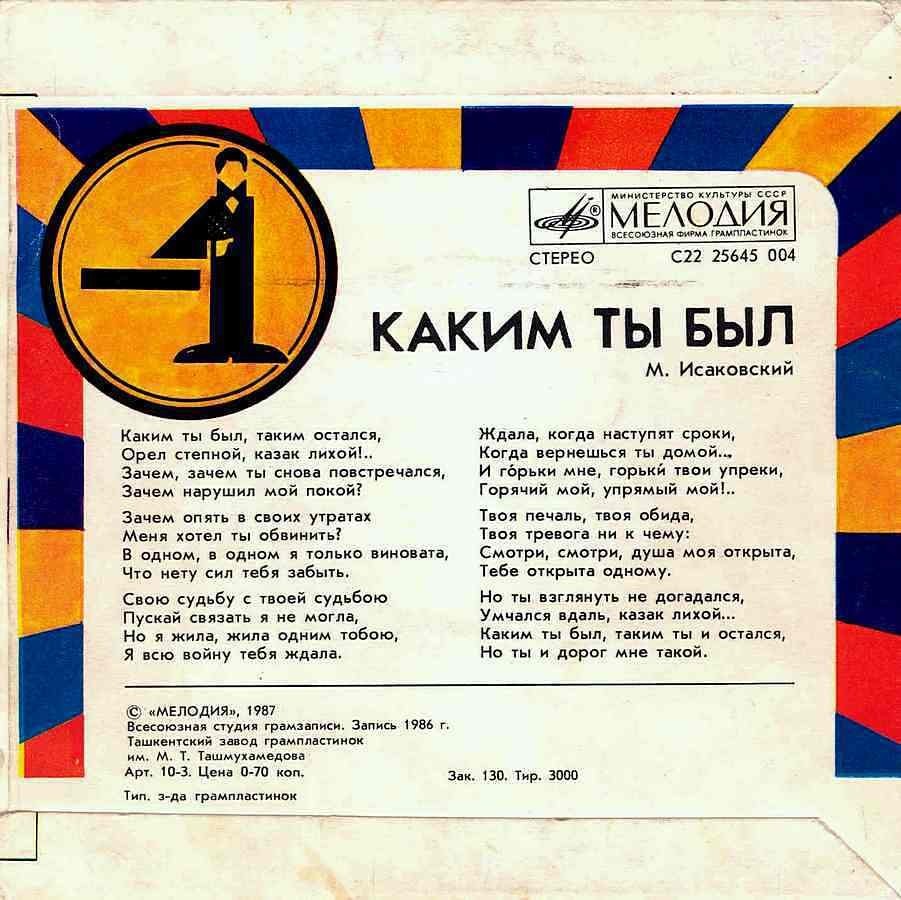 МИНИСТЕРСТВО КУЛЬТУРЫ СССР
® МЕЛОДИЯ
ВСЕСОЮЗНАЯ ФИРМА ГРАМПЛАСТИНОК
СТЕРЕО С22 25645 004
КАКИМ ТЫ БЫЛ
М. Исаковский
Каким ты был, таким остался,
Орел степной, казак лихой!..
Зачем, зачем ты снова повстречался,
Зачем нарушил мой покой?
Зачем опять в своих утратах
Меня хотел ты обвинить?
В одном, в одном я только виновата,
Что нету сил тебя забыть.
Свою судьбу с твоей судьбою
Пускай связать я не могла,
Но я жила, жила одним тобою,
Я всю войну тебя ждала.
Ждала, когда наступят сроки,
Когда вернешься ты домой...
И го́рьки мне, горьки́ твои упреки,
Горячий мой, упрямый мой!..
Твоя печаль, твоя обида,
Твоя тревога ни к чему:
Смотри, смотри, душа моя открыта,
Тебе открыта одному.
Но ты взглянуть не догадался,
Умчался вдаль, казак лихой...
Каким ты был, таким ты и остался,
Но ты и дорог мне такой.
© «МЕЛОДИЯ», 1987
Всесоюзная студия грамзаписи. Запись 1986 г.
Ташкентский завод грампластинок
им. М. Т. Ташмухамедова
Арт. 10-3. Цена 0-70 коп.
Зак. 130. Тир. 3000
Тип. з-да грампластинок